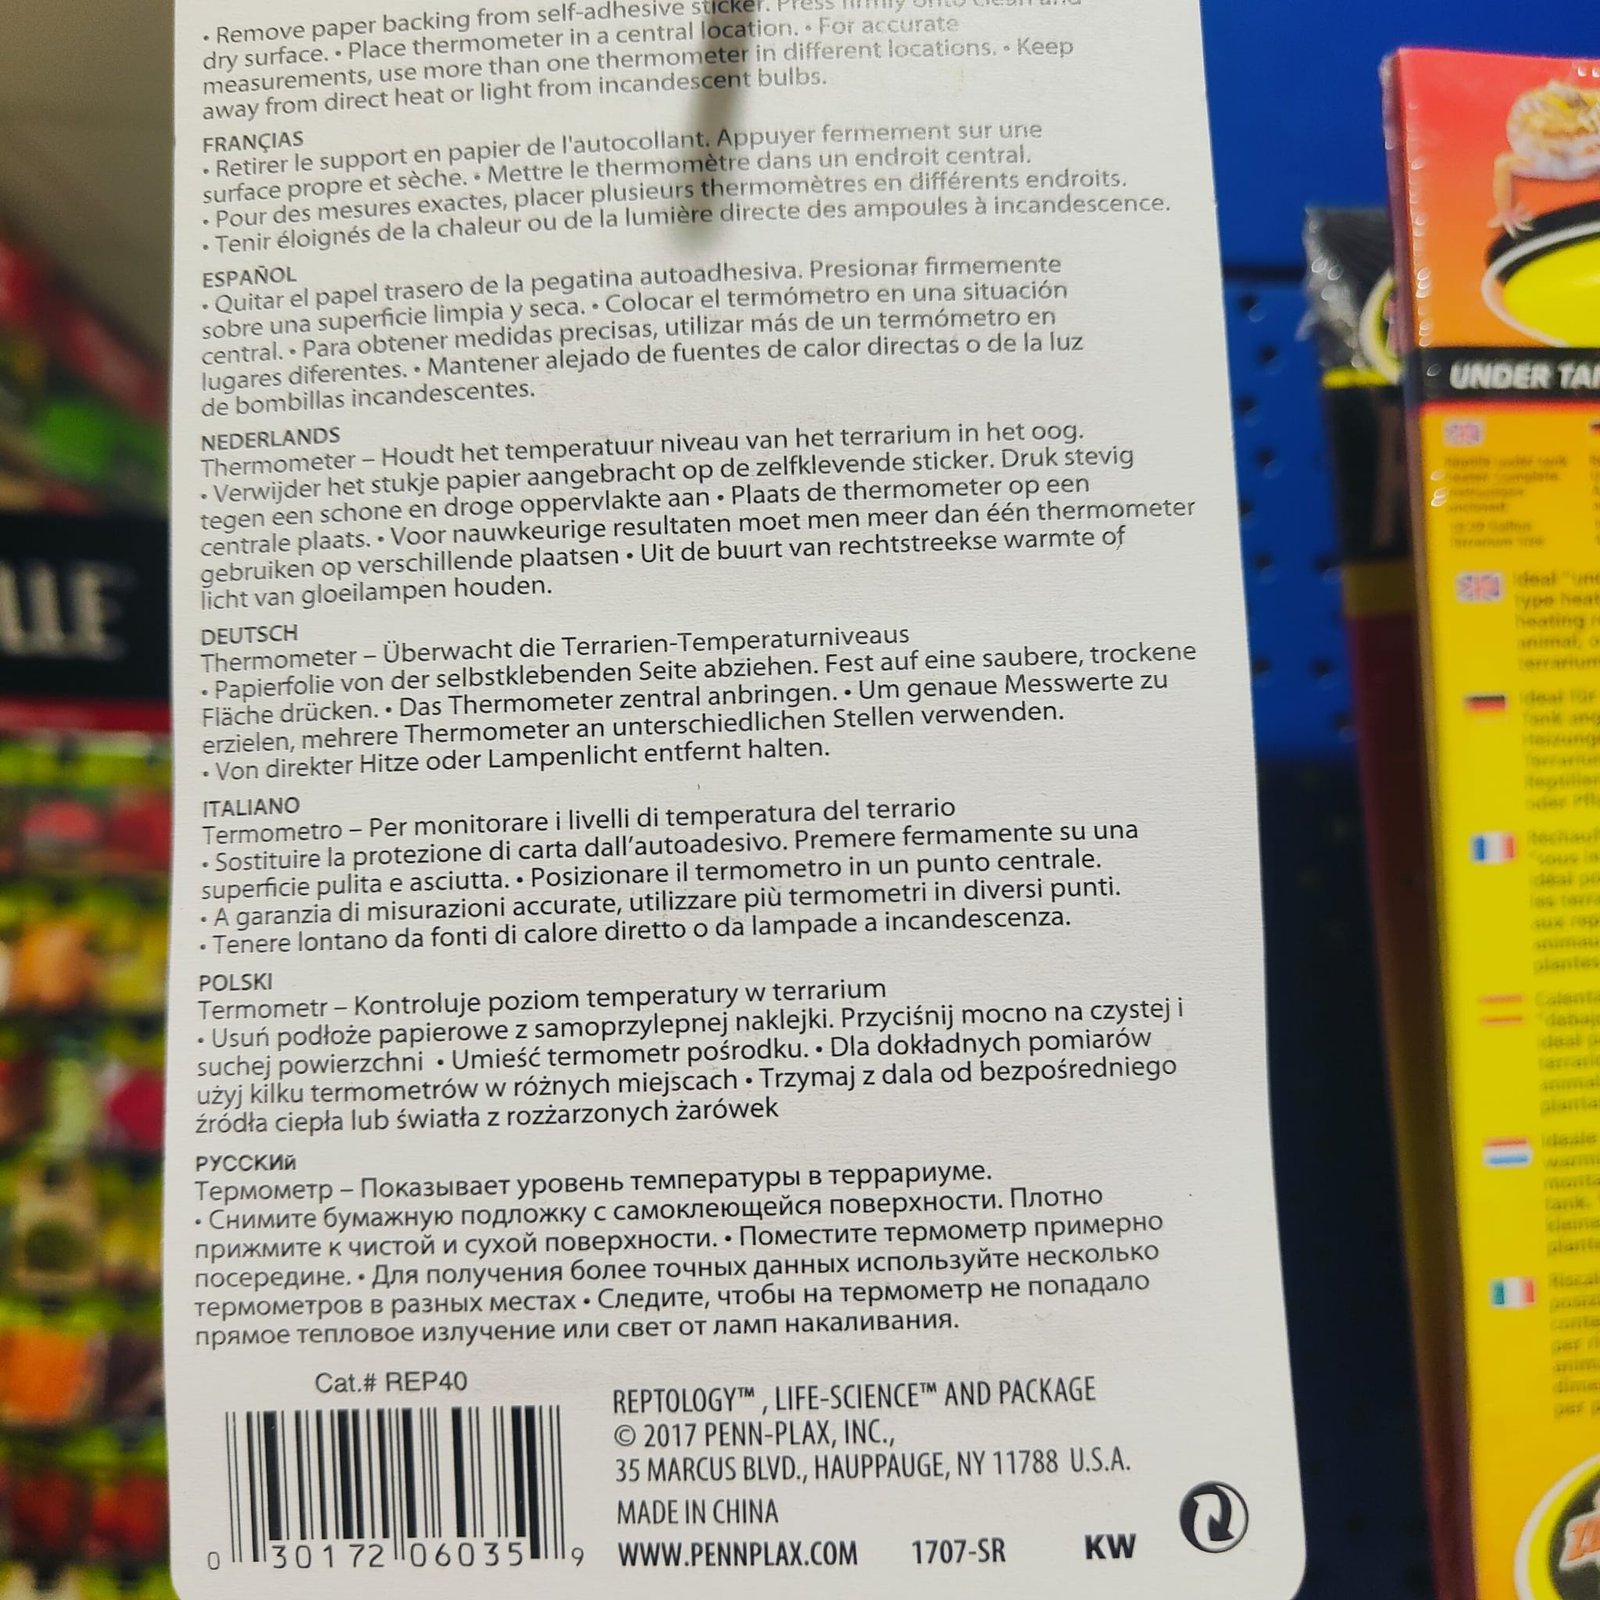 • Remove paper backing from self-adhesive sticker. Press firmly onto clean and
dry surface. • Place thermometer in a central location. • For accurate
measurements, use more than one thermometer in different locations. • Keep
away from direct heat or light from incandescent bulbs.
FRANÇIAS
• Retirer le support en papier de l'autocollant. Appuyer fermement sur une
surface propre et sèche. • Mettre le thermomètre dans un endroit central.
• Pour des mesures exactes, placer plusieurs thermomètres en différents endroits.
• Tenir éloignés de la chaleur ou de la lumière directe des ampoules à incandescence.
ESPAÑOL
• Quitar el papel trasero de la pegatina autoadhesiva. Presionar firmemente
sobre una superficie limpia y seca. • Colocar el termómetro en una situación
central. • Para obtener medidas precisas, utilizar más de un termómetro en
lugares diferentes. • Mantener alejado de fuentes de calor directas o de la luz
de bombillas incandescentes.
NEDERLANDS
Thermometer – Houdt het temperatuur niveau van het terrarium in het oog.
• Verwijder het stukje papier aangebracht op de zelfklevende sticker. Druk stevig
tegen een schone en droge oppervlakte aan • Plaats de thermometer op een
centrale plaats. • Voor nauwkeurige resultaten moet men meer dan één thermometer
gebruiken op verschillende plaatsen • Uit de buurt van rechtstreekse warmte of
licht van gloeilampen houden.
DEUTSCH
Thermometer – Überwacht die Terrarien-Temperaturniveaus
• Papierfolie von der selbstklebenden Seite abziehen. Fest auf eine saubere, trockene
Fläche drücken. • Das Thermometer zentral anbringen. • Um genaue Messwerte zu
erzielen, mehrere Thermometer an unterschiedlichen Stellen verwenden.
• Von direkter Hitze oder Lampenlicht entfernt halten.
ITALIANO
Termometro – Per monitorare i livelli di temperatura del terrario
• Sostituire la protezione di carta dall’autoadesivo. Premere fermamente su una
superficie pulita e asciutta. • Posizionare il termometro in un punto centrale.
• A garanzia di misurazioni accurate, utilizzare più termometri in diversi punti.
• Tenere lontano da fonti di calore diretto o da lampade a incandescenza.
POLSKI
Termometr – Kontroluje poziom temperatury w terrarium
• Usuń podłoże papierowe z samoprzylepnej naklejki. Przyciśnij mocno na czystej i
suchej powierzchni • Umieść termometr pośrodku. • Dla dokładnych pomiarów
użyj kilku termometrów w różnych miejscach • Trzymaj z dala od bezpośredniego
źródła ciepła lub światła z rozżarzonych żarówek
РУССКИй
Термометр – Показывает уровень температуры в террариуме.
• Снимите бумажную подложку с самоклеющейся поверхности. Плотно
прижмите к чистой и сухой поверхности. • Поместите термометр примерно
посередине. • Для получения более точных данных используйте несколько
термометров в разных местах • Следите, чтобы на термометр не попадало
прямое тепловое излучение или свет от ламп накаливания.
Cat.# REP40
0 30172 06035 9
REPTOLOGY™ , LIFE-SCIENCE™ AND PACKAGE
© 2017 PENN-PLAX, INC.,
35 MARCUS BLVD., HAUPPAUGE, NY 11788 U.S.A.
MADE IN CHINA
WWW.PENNPLAX.COM 1707-SR KW
UNDER TAN